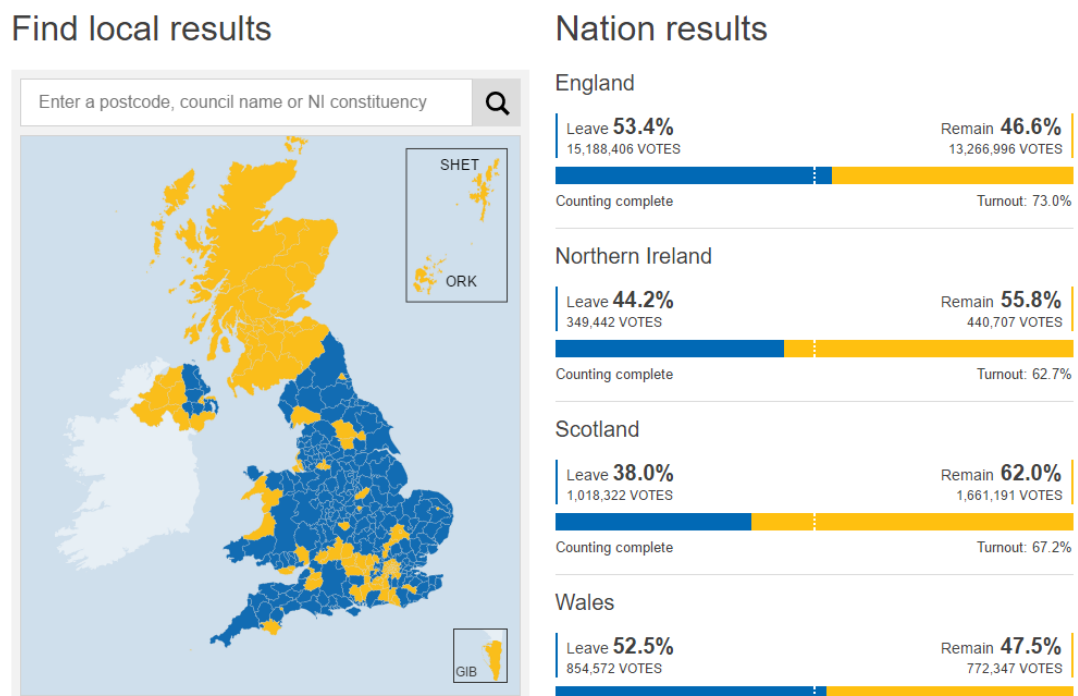 Find local results
Enter a postcode, council name or NI constituency
SHET
ORK
GIB
Nation results
England
Leave 53.4% Remain 46.6%
15,188,406 VOTES 13,266,996 VOTES
Counting complete Turnout: 73.0%
Northern Ireland
Leave 44.2% Remain 55.8%
349,442 VOTES 440,707 VOTES
Counting complete Turnout: 62.7%
Scotland
Leave 38.0% Remain 62.0%
1,018,322 VOTES 1,661,191 VOTES
Counting complete Turnout: 67.2%
Wales
Leave 52.5% Remain 47.5%
854,572 VOTES 772,347 VOTES